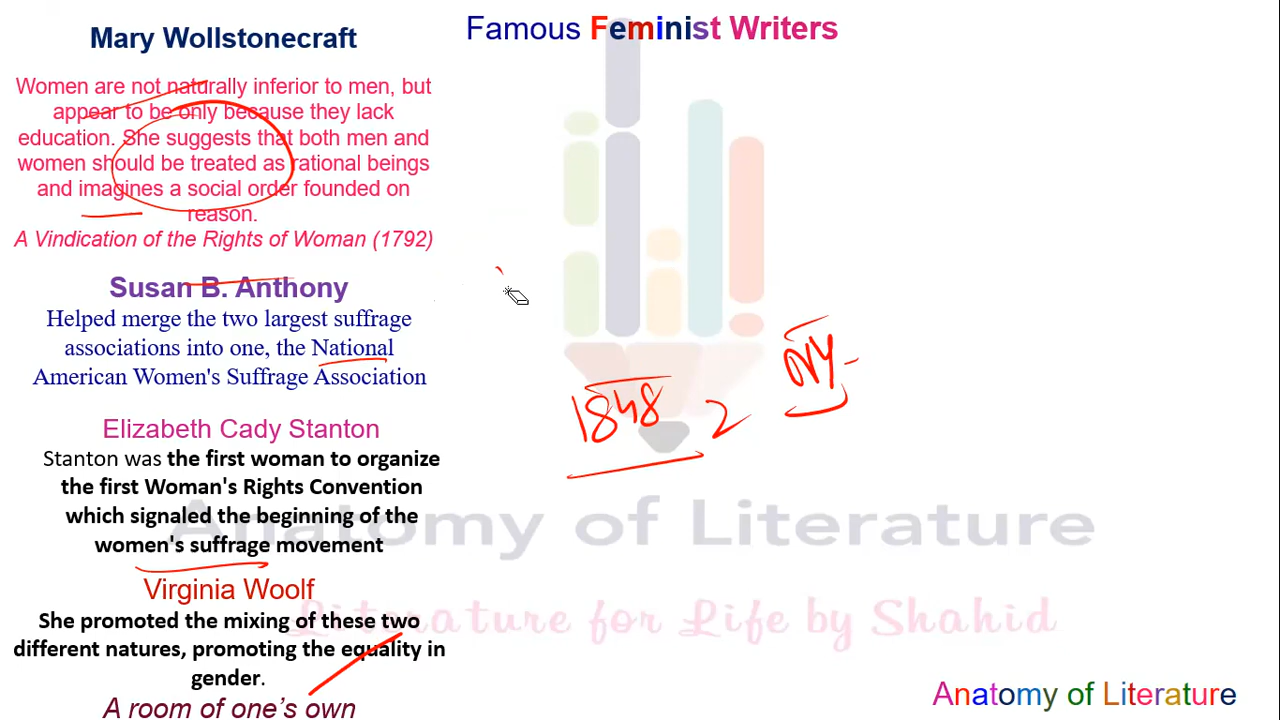 Famous Feminist Writers
Mary Wollstonecraft
Women are not naturally inferior to men, but
appear to be only because they lack
education. She suggests that both men and
women should be treated as rational beings
and imagines a social order founded on
reason.
A Vindication of the Rights of Woman (1792)
Susan B. Anthony
Helped merge the two largest suffrage
associations into one, the National
American Women's Suffrage Association
Elizabeth Cady Stanton
Stanton was the first woman to organize
the first Woman's Rights Convention
which signaled the beginning of the
women's suffrage movement
Virginia Woolf
She promoted the mixing of these two
different natures, promoting the equality in
gender.
A room of one's own
1848 2
Anatomy of Literature
Literature for Life by Shahid
Anatomy of Literature